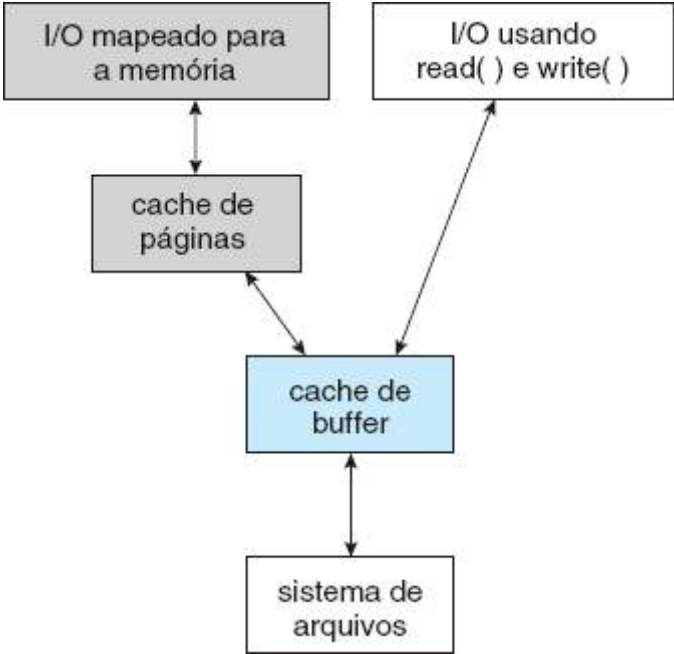 I/O mapeado para
a memória
I/O usando
read( ) e write( )
cache de
páginas
cache de
buffer
sistema de
arquivos